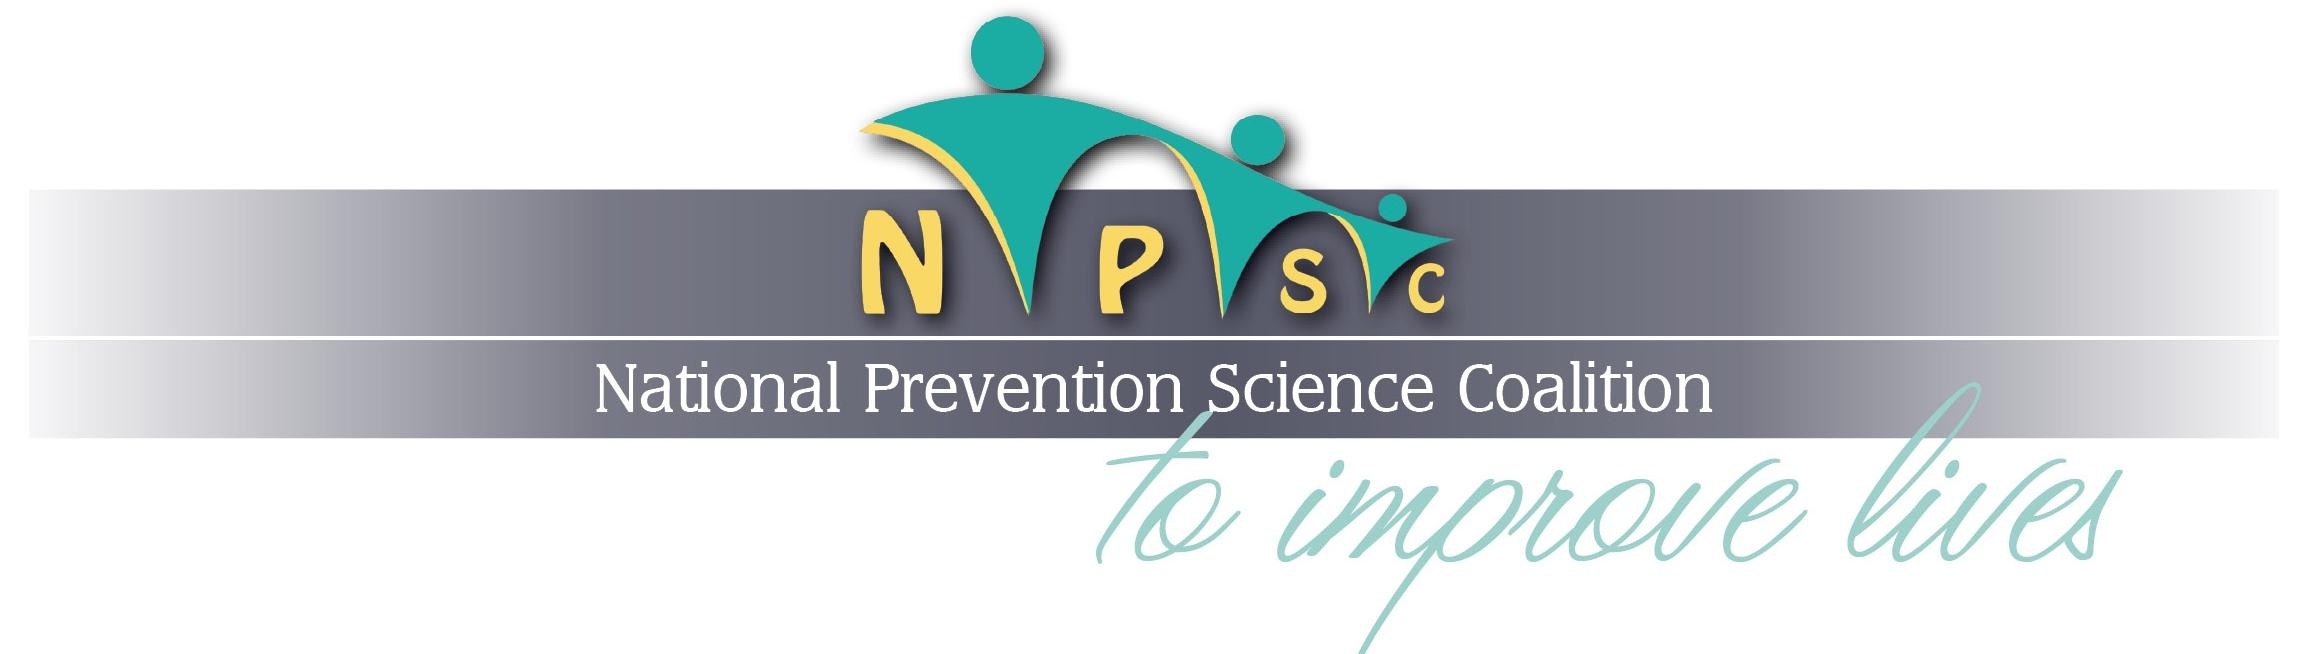 NPSC
National Prevention Science Coalition
to improve lives